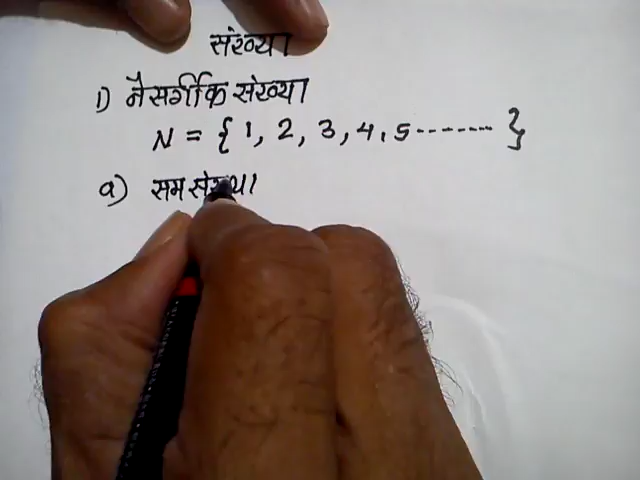 संख्या
1) नैसर्गीक संख्या
N = { 1, 2, 3, 4, 5 ------- }
a) सम संख्या